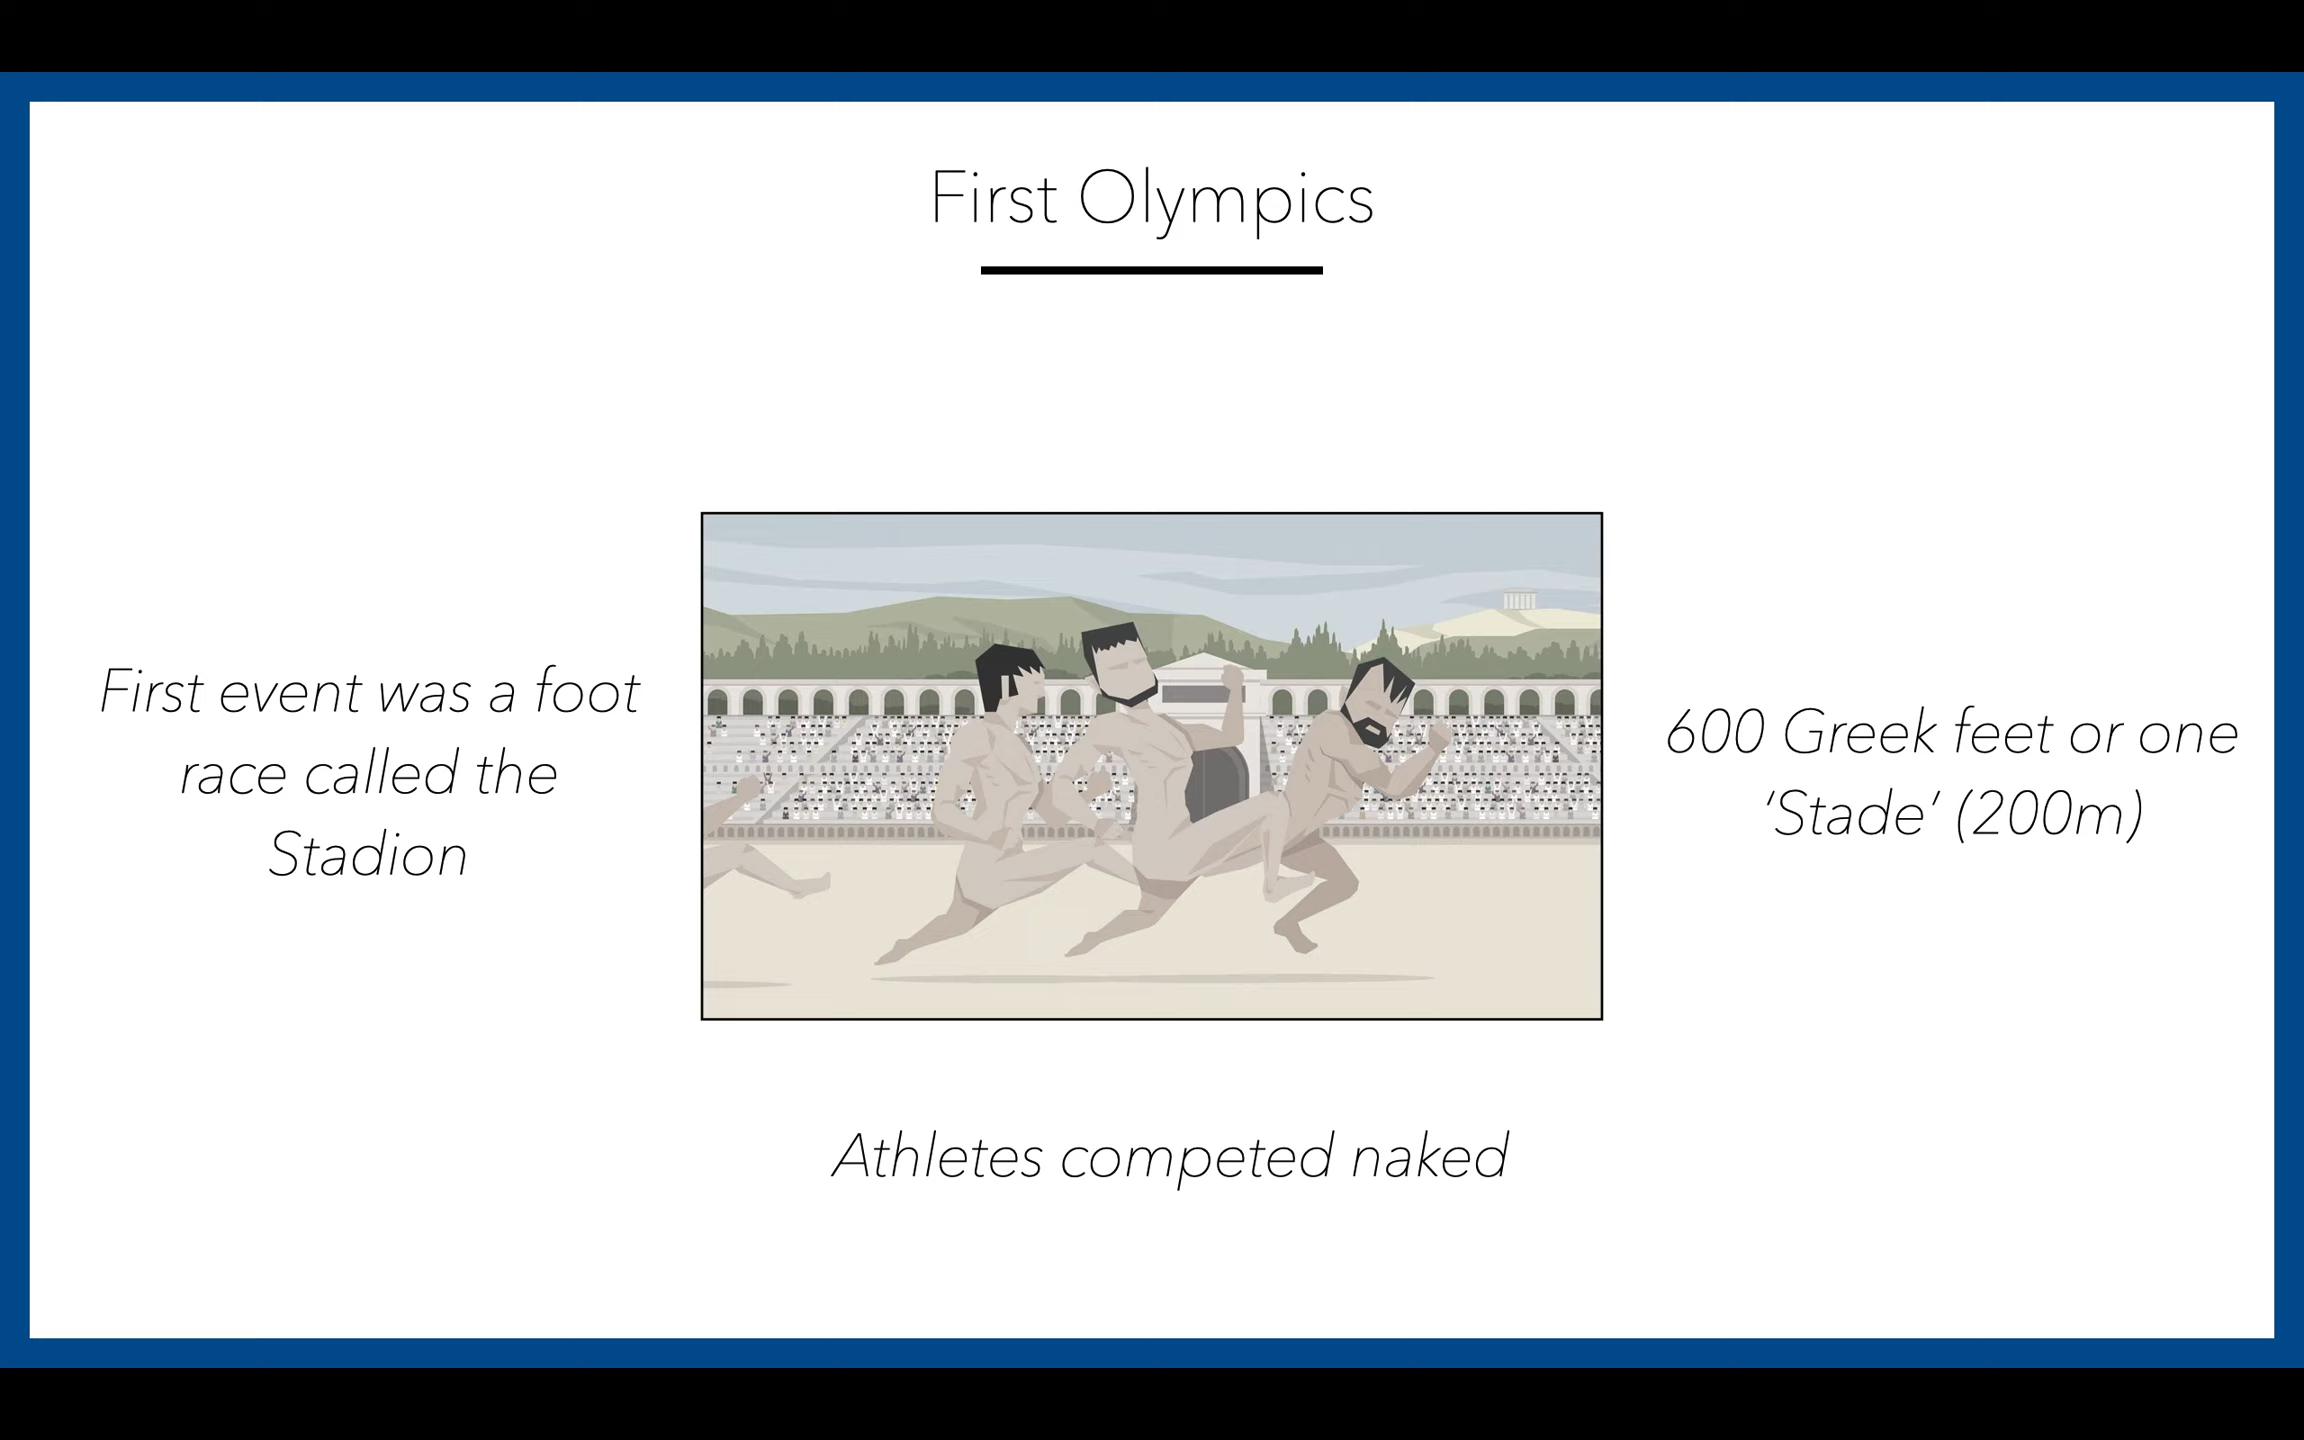 First Olympics
First event was a foot
race called the
Stadion
600 Greek feet or one
‘Stade’ (200m)
Athletes competed naked